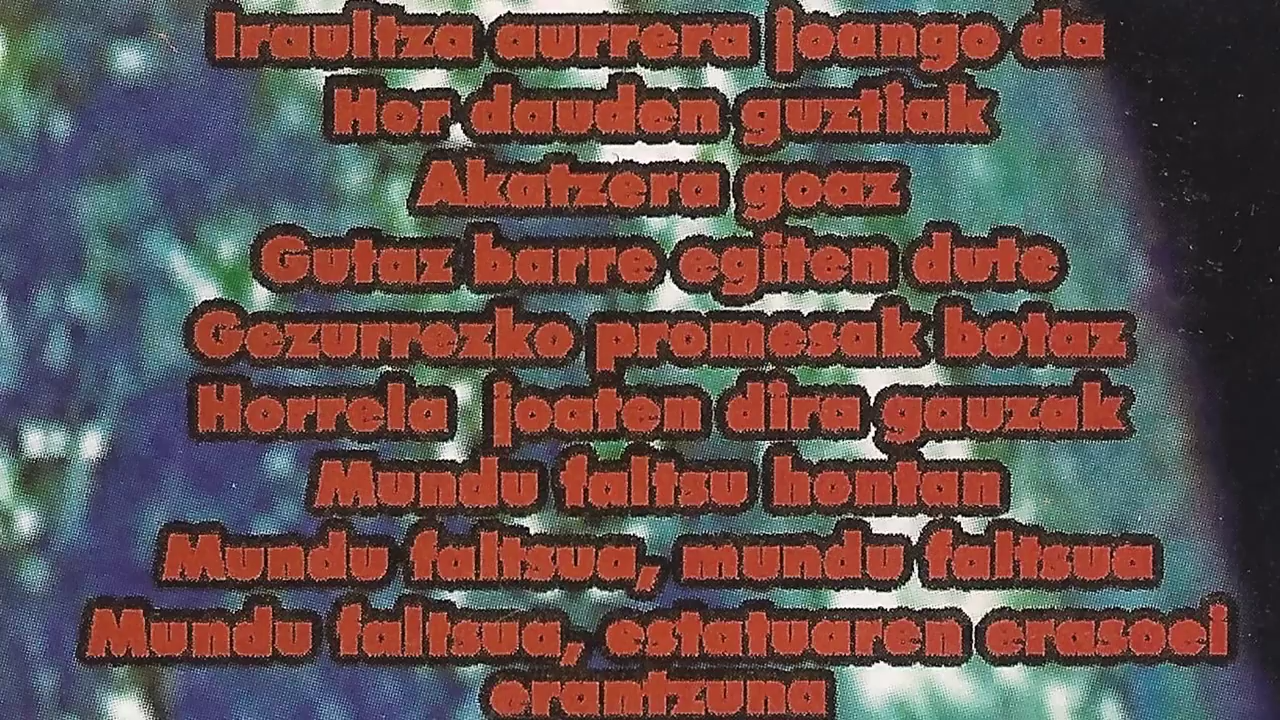 Iraultza aurrera joango da
Hor dauden guztiak
Akatzera goaz
Gutaz barre egiten dute
Gezurrezko promesak botaz
Horrela joaten dira gauzak
Mundu faltsu hontan
Mundu faltsua, mundu faltsua
Mundu faltsua, estatuaren erasoei
erantzuna